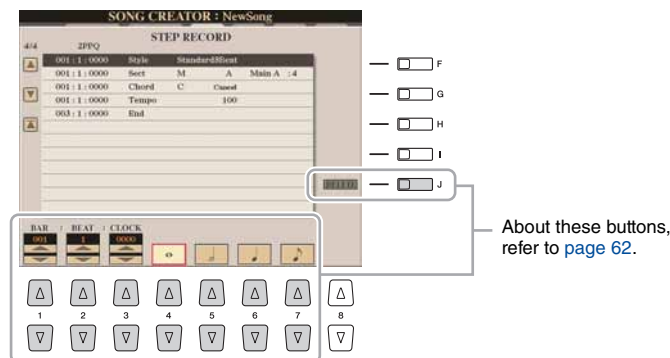 SONG CREATOR : NewSong
STEP RECORD
4/4 2PPQ
001 : 1 : 0000 Style Standard8Beat
001 : 1 : 0000 Sect M A Main A : 4
001 : 1 : 0000 Chord C Cancel
001 : 1 : 0000 Tempo 100
003 : 1 : 0000 End
F
G
H
I
DELETE J
BAR : BEAT : CLOCK
001 1 0000
1 2 3 4 5 6 7 8
About these buttons,
refer to page 62.